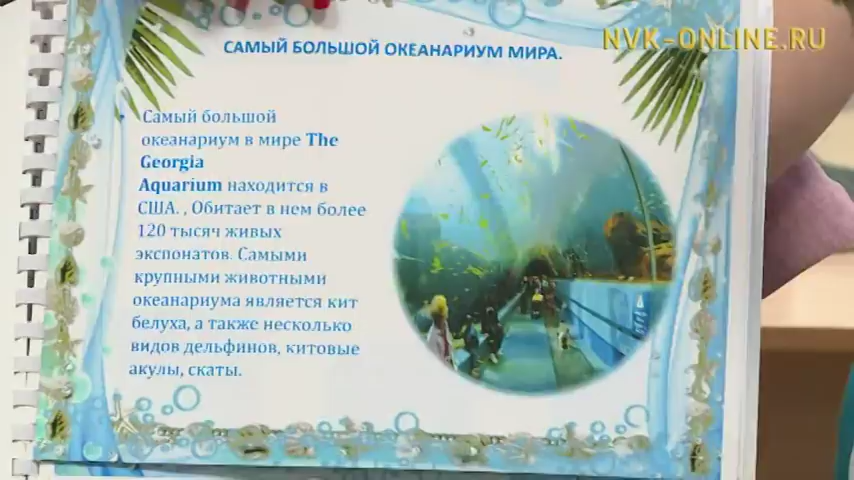 NVK-ONLINE.RU
САМЫЙ БОЛЬШОЙ ОКЕАНАРИУМ МИРА.
Самый большой
океанариум в мире The
Georgia
Aquarium находится в
США. , Обитает в нем более
120 тысяч живых
экспонатов. Самыми
крупными животными
океанариума является кит
белуха, а также несколько
видов дельфинов, китовые
акулы, скаты.